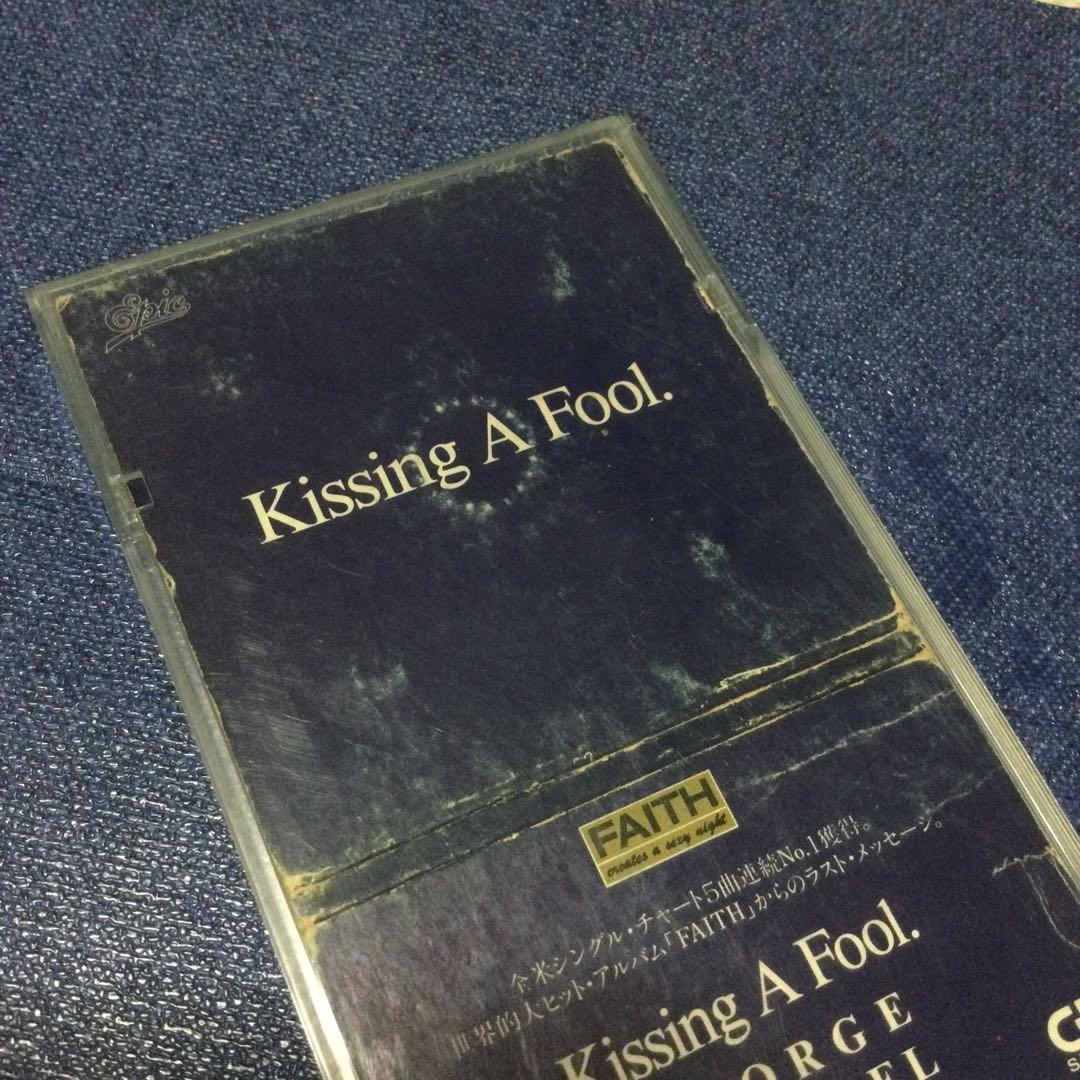 Epic
Kissing A Fool.
FAITH
creates a sexy night
全米シングル・チャート5曲連続No.1獲得。
世界的大ヒット・アルバム「FAITH」からのラスト・メッセージ。
Kissing A Fool.
ORGE
EL